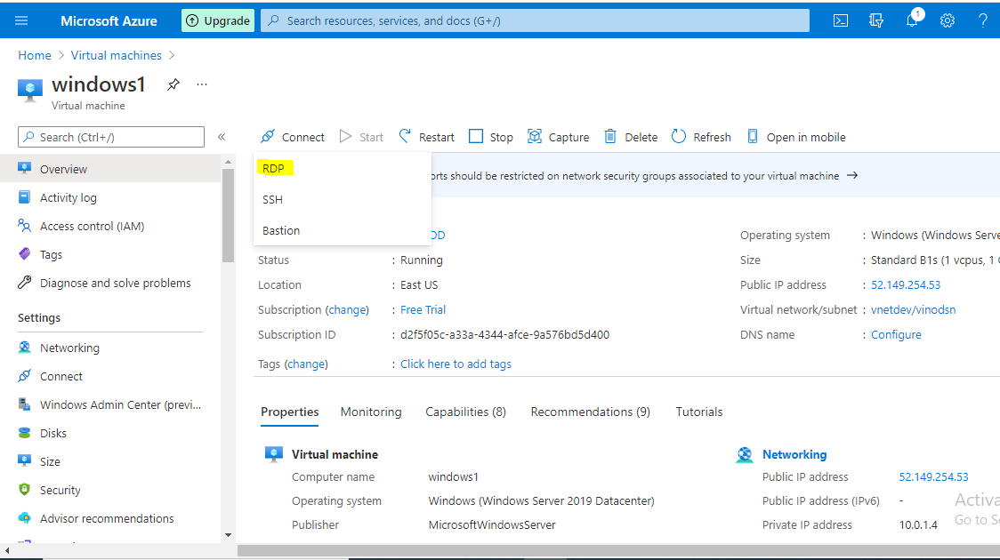 Microsoft Azure Upgrade Search resources, services, and docs (G+/) 1
Home > Virtual machines >
windows1 ...
Virtual machine
Search (Ctrl+/) «
Connect Start Restart Stop Capture Delete Refresh Open in mobile
Overview
Activity log
Access control (IAM)
Tags
Diagnose and solve problems
Settings
Networking
Connect
Windows Admin Center (previ...
Disks
Size
Security
Advisor recommendations
RDP
SSH
Bastion
orts should be restricted on network security groups associated to your virtual machine →
OD
Status : Running
Location : East US
Subscription (change) : Free Trial
Subscription ID : d2f5f05c-a33a-4344-afce-9a576bd5d400
Tags (change) : Click here to add tags
Operating system : Windows (Windows Serve
Size : Standard B1s (1 vcpus, 1
Public IP address : 52.149.254.53
Virtual network/subnet : vnetdev/vinodsn
DNS name : Configure
Properties Monitoring Capabilities (8) Recommendations (9) Tutorials
Virtual machine
Computer name windows1
Operating system Windows (Windows Server 2019 Datacenter)
Publisher MicrosoftWindowsServer
Networking
Public IP address 52.149.254.53
Public IP address (IPv6) -
Private IP address 10.0.1.4
Activa
Go to Se